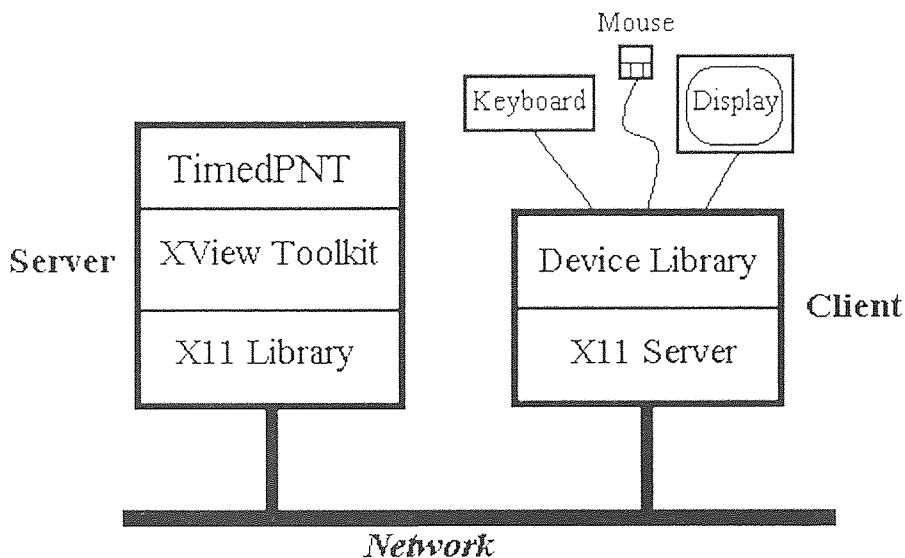 Mouse
Keyboard
Display
TimedPNT
XView Toolkit
X11 Library
Server
Device Library
X11 Server
Client
Network